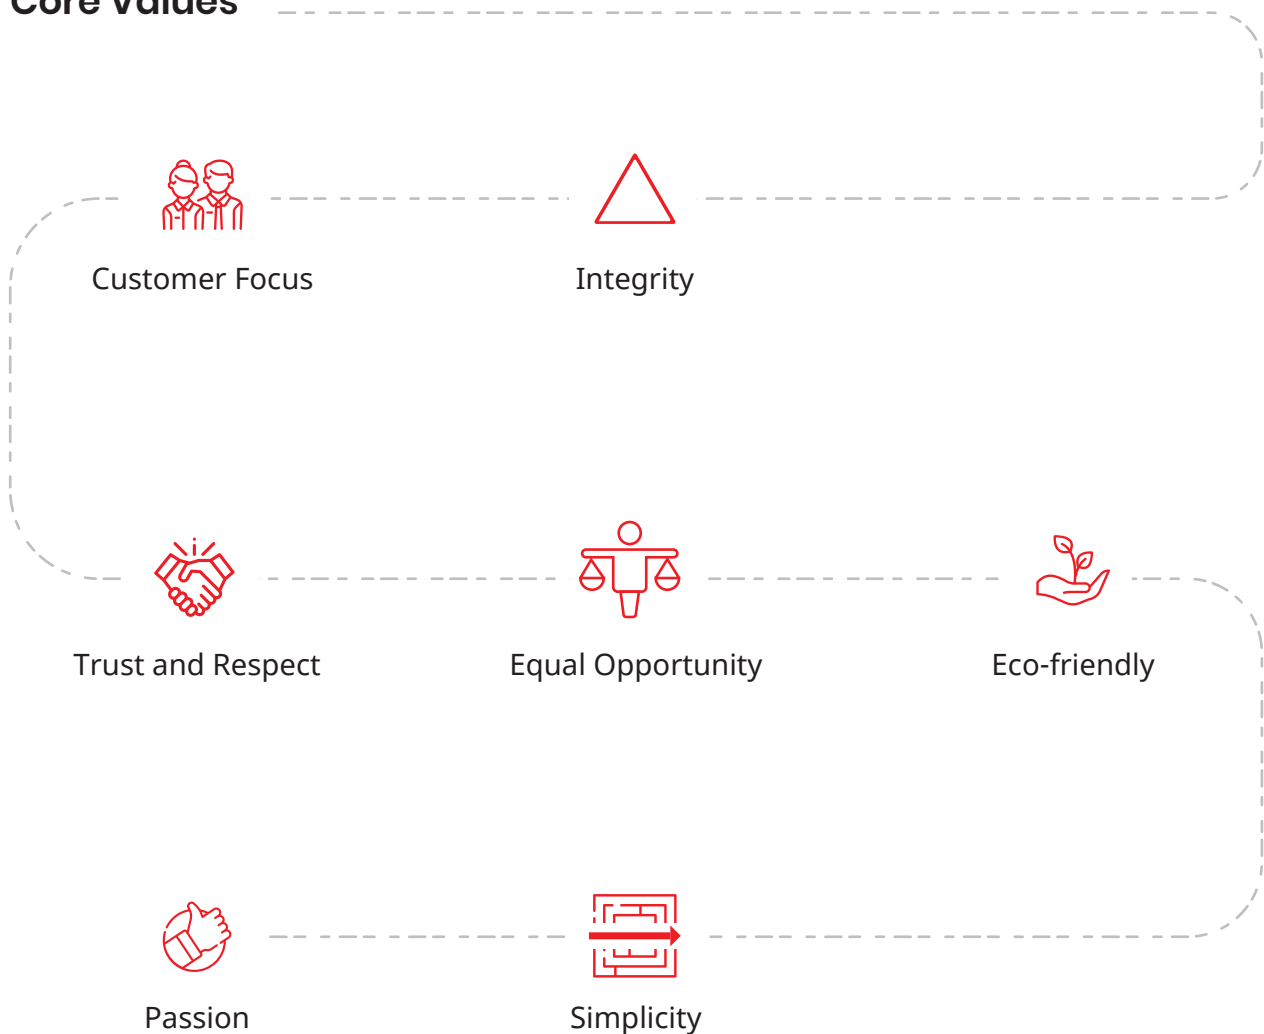 Core Values
Customer Focus
Integrity
Trust and Respect
Equal Opportunity
Eco-friendly
Passion
Simplicity